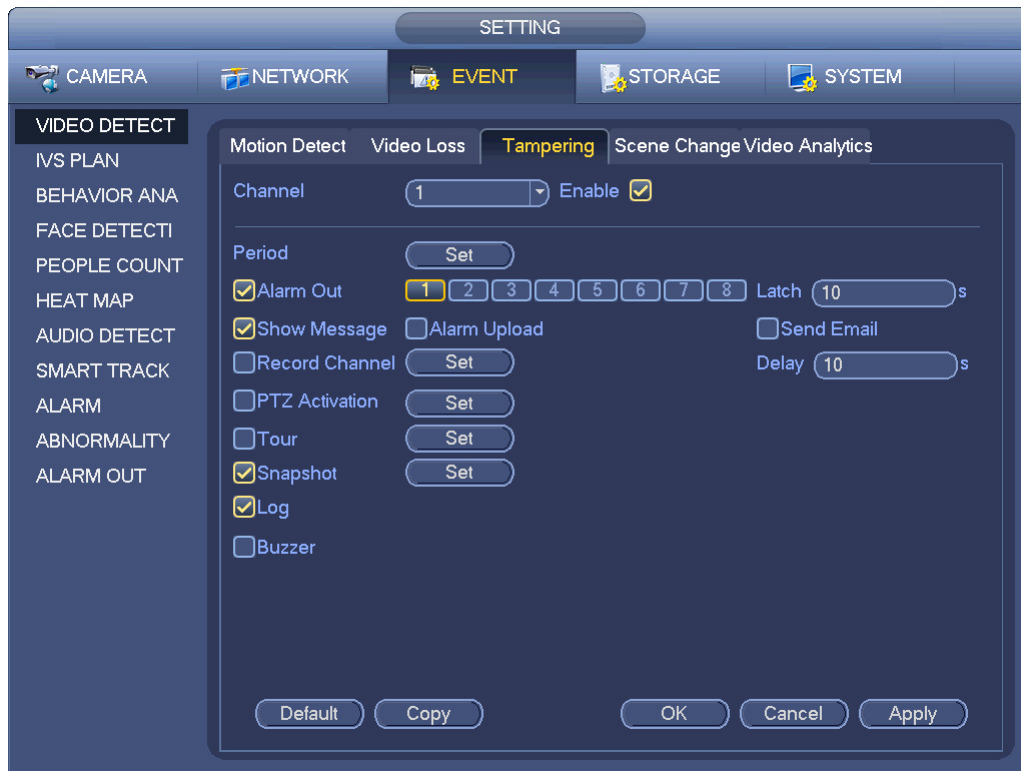 SETTING
CAMERA NETWORK EVENT STORAGE SYSTEM
VIDEO DETECT
IVS PLAN
BEHAVIOR ANA
FACE DETECTI
PEOPLE COUNT
HEAT MAP
AUDIO DETECT
SMART TRACK
ALARM
ABNORMALITY
ALARM OUT
Motion Detect Video Loss Tampering Scene Change Video Analytics
Channel 1 Enable
Period Set
Alarm Out 1 2 3 4 5 6 7 8 Latch 10 s
Show Message Alarm Upload Send Email
Record Channel Set Delay 10 s
PTZ Activation Set
Tour Set
Snapshot Set
Log
Buzzer
Default Copy OK Cancel Apply